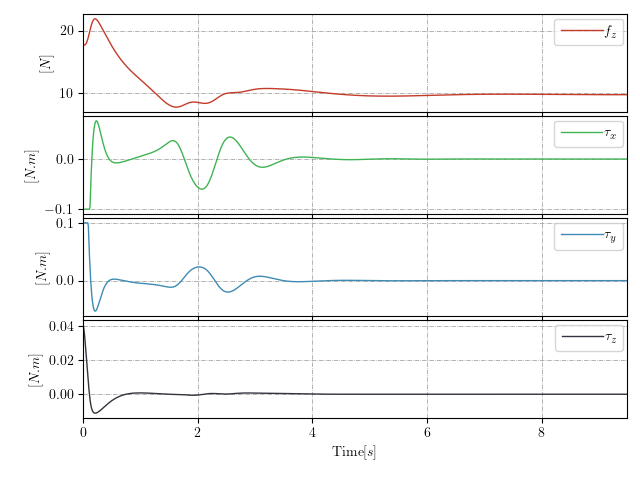 20
10
[N]
f_z
0.0
−0.1
[N.m]
τ_x
0.1
0.0
[N.m]
τ_y
0.04
0.02
0.00
[N.m]
τ_z
0 2 4 6 8
Time[s]